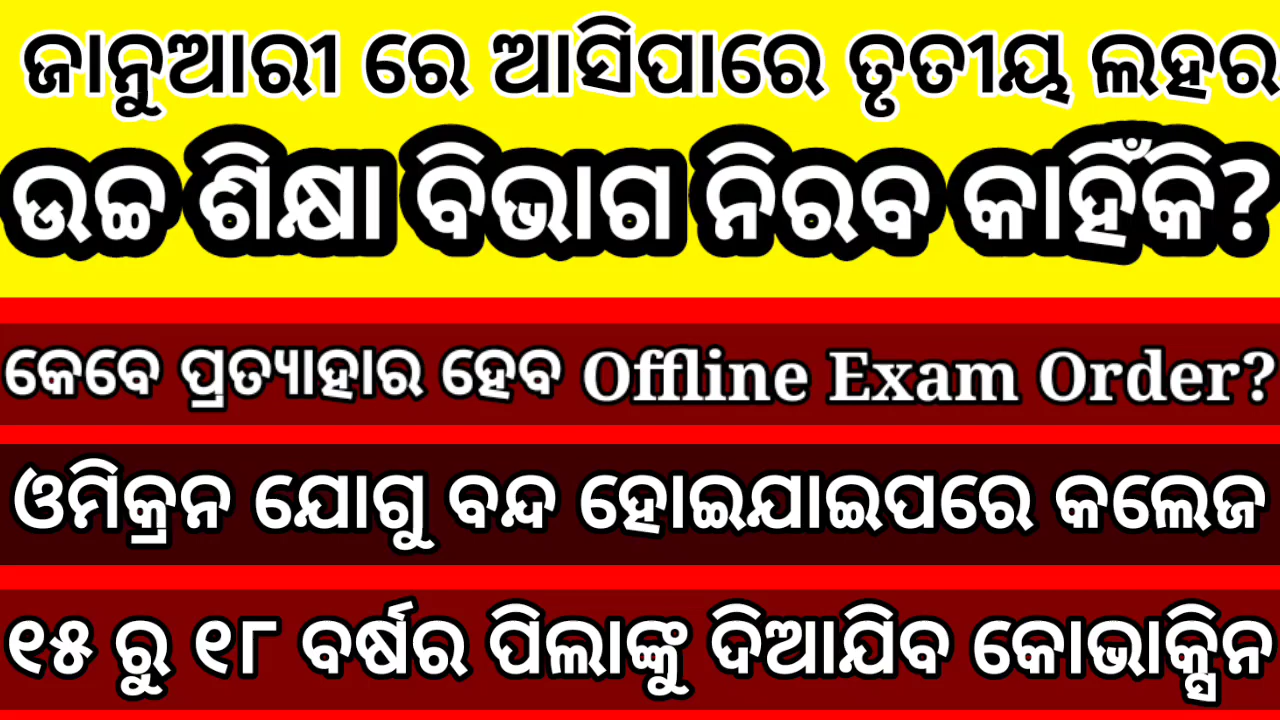 ଜାନୁଆରୀ ରେ ଆସିପାରେ ତୃତୀୟ ଲହର
ଉଚ୍ଚ ଶିକ୍ଷା ବିଭାଗ ନିରବ କାହିଁକି?
କେବେ ପ୍ରତ୍ୟାହାର ହେବ Offline Exam Order?
ଓମିକ୍ରନ ଯୋଗୁ ବନ୍ଦ ହୋଇଯାଇପରେ କଲେଜ
୧୫ ରୁ ୧୮ ବର୍ଷର ପିଲାଙ୍କୁ ଦିଆଯିବ କୋଭାକ୍ସିନ